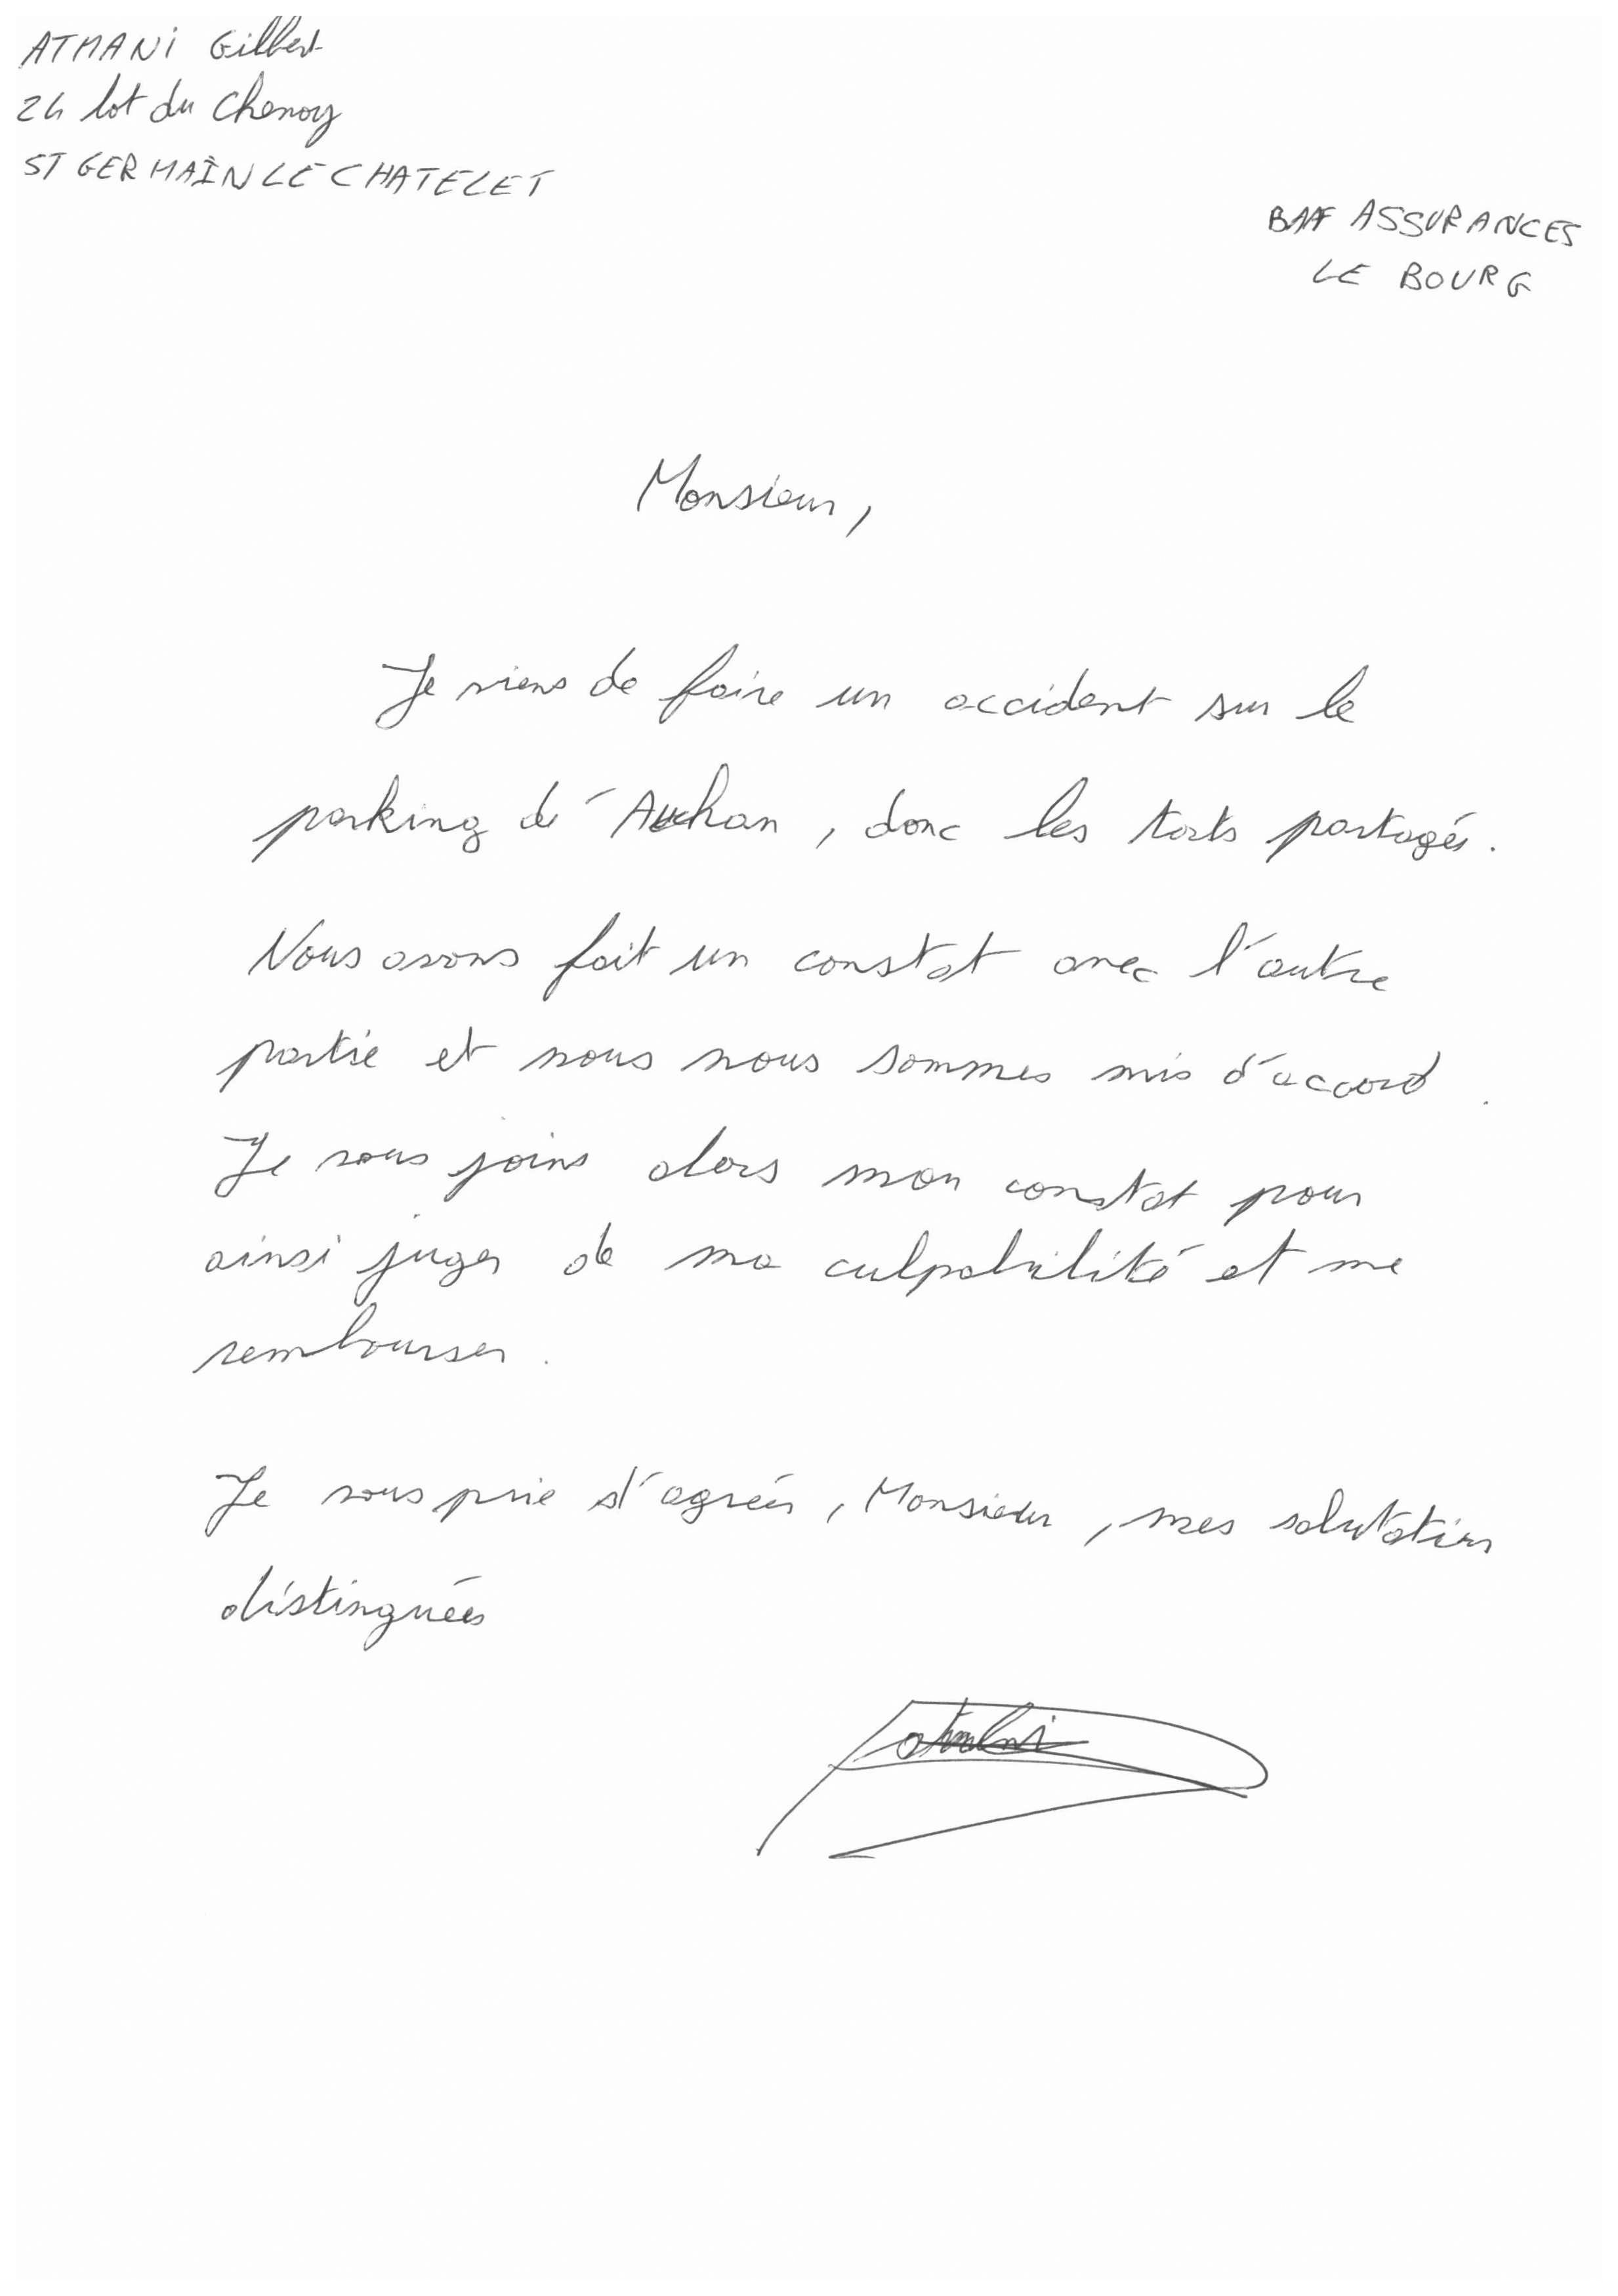 ATMANI Gilbert
24 lot du Chenoy
ST GERMAIN LE CHATELET
BAAF ASSURANCES
LE BOURG
Monsieur,
Je viens de faire un accident sur le
parking d'Auchan, donc les torts partagés.
Nous avons fait un constat avec l'autre
partie et nous nous sommes mis d'accord.
Je vous joins alors mon constat pour
ainsi juger de ma culpabilité et me
rembourser.
Je vous prie d'agréer, Monsieur, mes salutations
distinguées